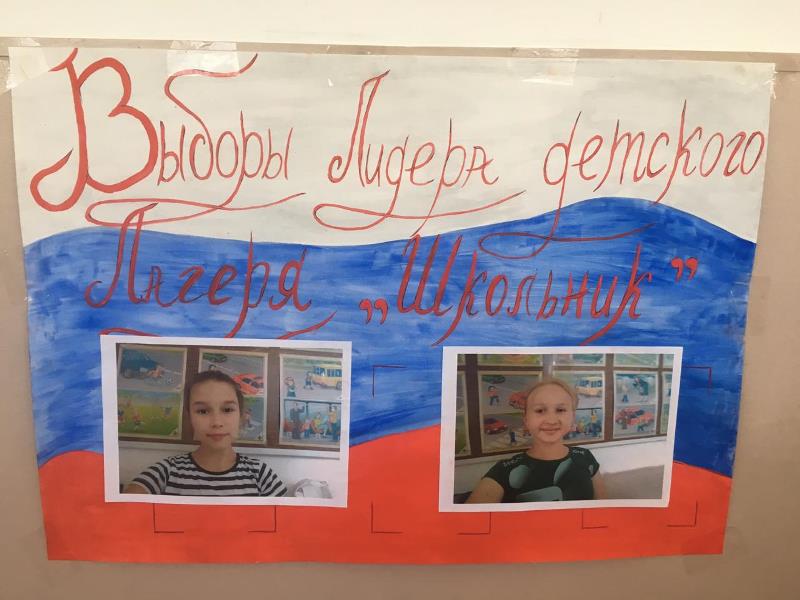 Выборы Лидера детского
Лагеря „Школьник”